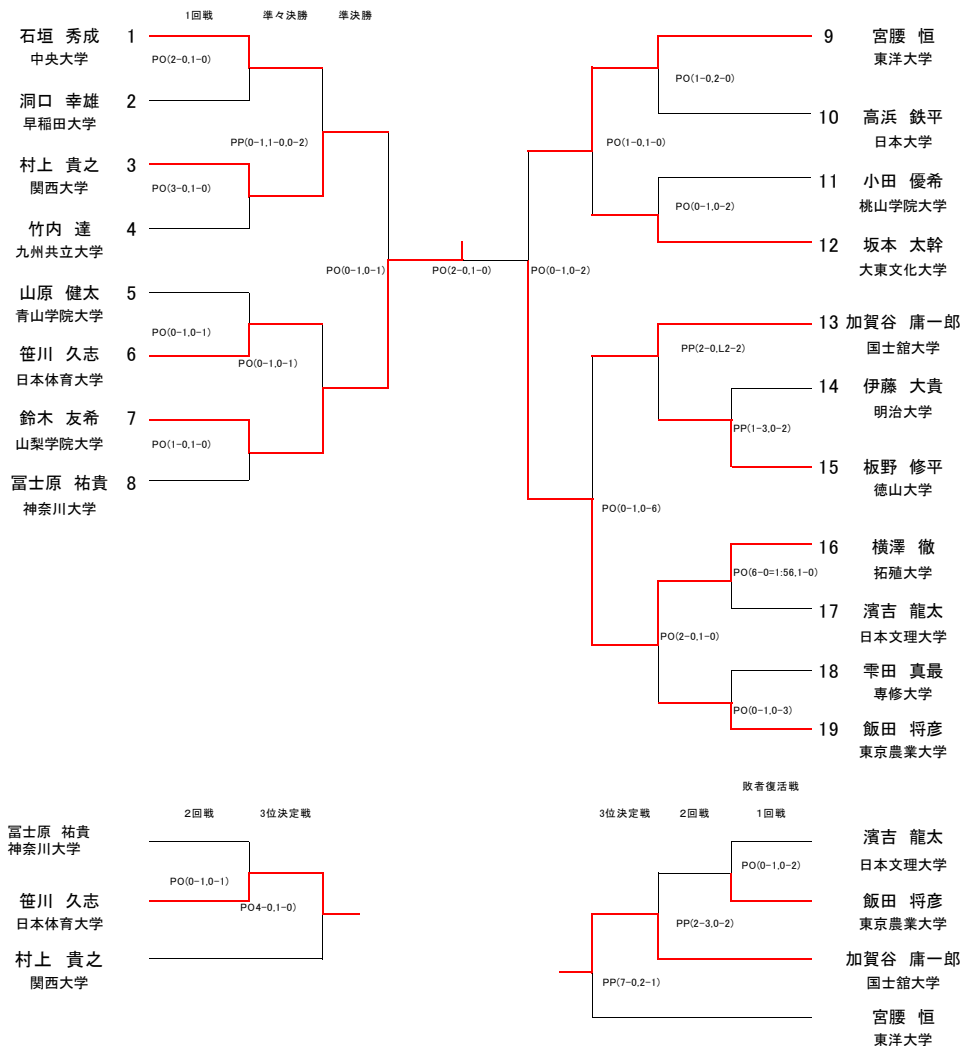 1回戦 準々決勝 準決勝
石垣 秀成 1
中央大学
PO(2-0,1-0)
洞口 幸雄 2
早稲田大学
PP(0-1,1-0,0-2)
村上 貴之 3
関西大学
PO(3-0,1-0)
竹内 達 4
九州共立大学
PO(0-1,0-1)
山原 健太 5
青山学院大学
PO(0-1,0-1)
笹川 久志 6
日本体育大学
PO(0-1,0-1)
鈴木 友希 7
山梨学院大学
PO(1-0,1-0)
冨士原 祐貴 8
神奈川大学
PO(2-0,1-0)
9 宮腰 恒
東洋大学
PO(1-0,2-0)
10 高浜 鉄平
日本大学
PO(1-0,1-0)
11 小田 優希
桃山学院大学
PO(0-1,0-2)
12 坂本 太幹
大東文化大学
PO(0-1,0-2)
13 加賀谷 庸一郎
国士舘大学
PP(2-0,L2-2)
14 伊藤 大貴
明治大学
PP(1-3,0-2)
15 板野 修平
徳山大学
PO(0-1,0-6)
16 横澤 徹
拓殖大学
PO(6-0=1:56,1-0)
17 濱吉 龍太
日本文理大学
PO(2-0,1-0)
18 雫田 真最
専修大学
PO(0-1,0-3)
19 飯田 将彦
東京農業大学
2回戦 3位決定戦
冨士原 祐貴
神奈川大学
PO(0-1,0-1)
笹川 久志
日本体育大学
PO4-0,1-0)
村上 貴之
関西大学
敗者復活戦
3位決定戦 2回戦 1回戦
濱吉 龍太
日本文理大学
PO(0-1,0-2)
飯田 将彦
東京農業大学
PP(2-3,0-2)
加賀谷 庸一郎
国士舘大学
PP(7-0,2-1)
宮腰 恒
東洋大学